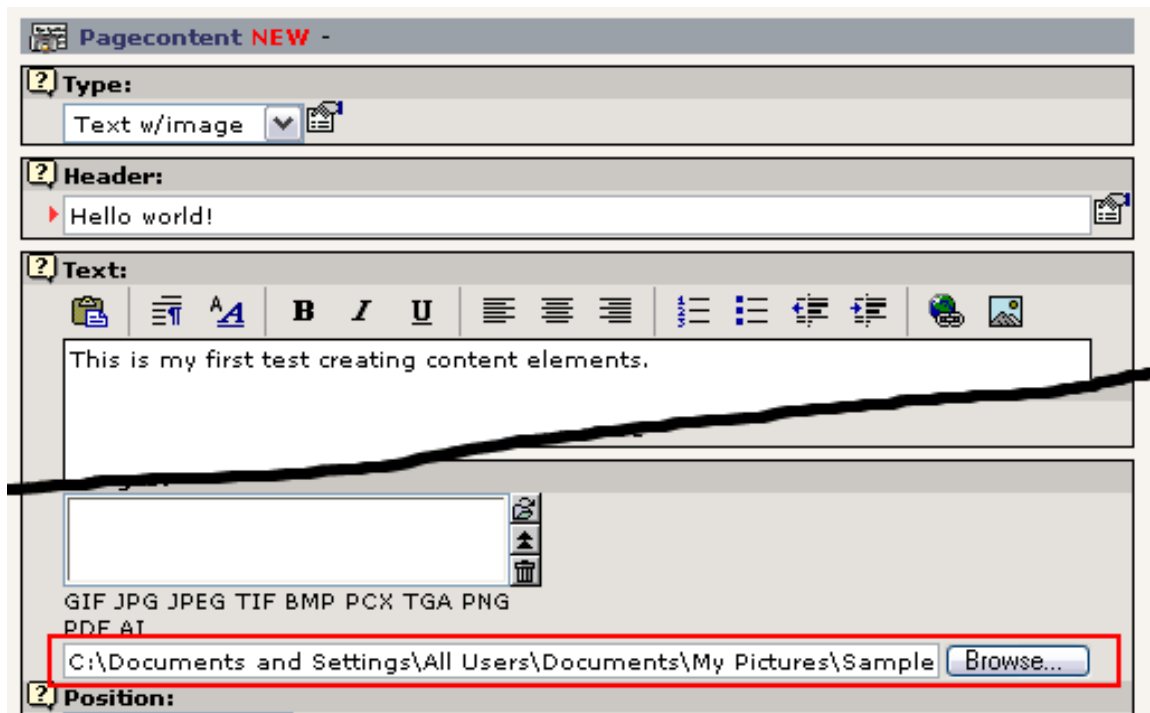 Pagecontent NEW -
Type:
Text w/image
Header:
Hello world!
Text:
This is my first test creating content elements.
GIF JPG JPEG TIF BMP PCX TGA PNG
PDF AI
C:\Documents and Settings\All Users\Documents\My Pictures\Sample Browse...
Position: